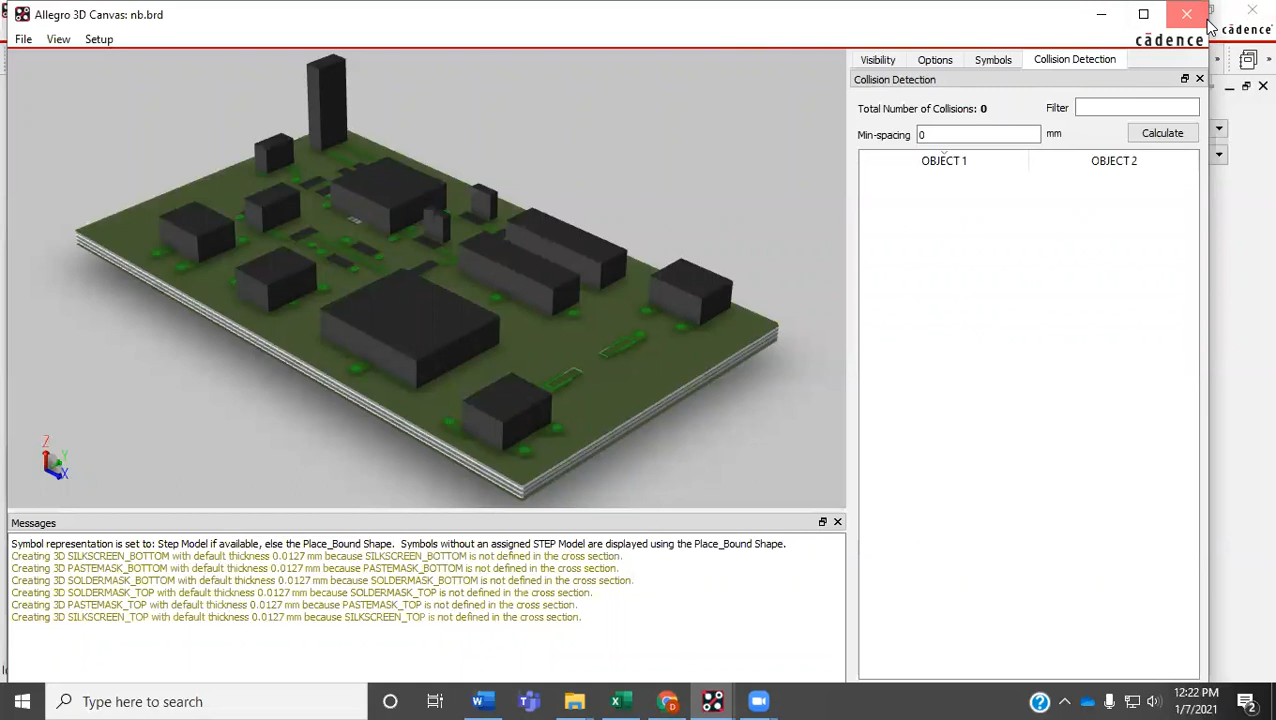 Allegro 3D Canvas: nb.brd
File View Setup
cādence
cādence
Visibility Options Symbols Collision Detection
Collision Detection
Total Number of Collisions: 0 Filter
Min-spacing 0 mm Calculate
OBJECT 1 OBJECT 2
Z
Y
X
Messages
Symbol representation is set to: Step Model if available, else the Place_Bound Shape. Symbols without an assigned STEP Model are displayed using the Place_Bound Shape.
Creating 3D SILKSCREEN_BOTTOM with default thickness 0.0127 mm because SILKSCREEN_BOTTOM is not defined in the cross section.
Creating 3D PASTEMASK_BOTTOM with default thickness 0.0127 mm because PASTEMASK_BOTTOM is not defined in the cross section.
Creating 3D SOLDERMASK_BOTTOM with default thickness 0.0127 mm because SOLDERMASK_BOTTOM is not defined in the cross section.
Creating 3D SOLDERMASK_TOP with default thickness 0.0127 mm because SOLDERMASK_TOP is not defined in the cross section.
Creating 3D PASTEMASK_TOP with default thickness 0.0127 mm because PASTEMASK_TOP is not defined in the cross section.
Creating 3D SILKSCREEN_TOP with default thickness 0.0127 mm because SILKSCREEN_TOP is not defined in the cross section.
Type here to search
12:22 PM
1/7/2021
2